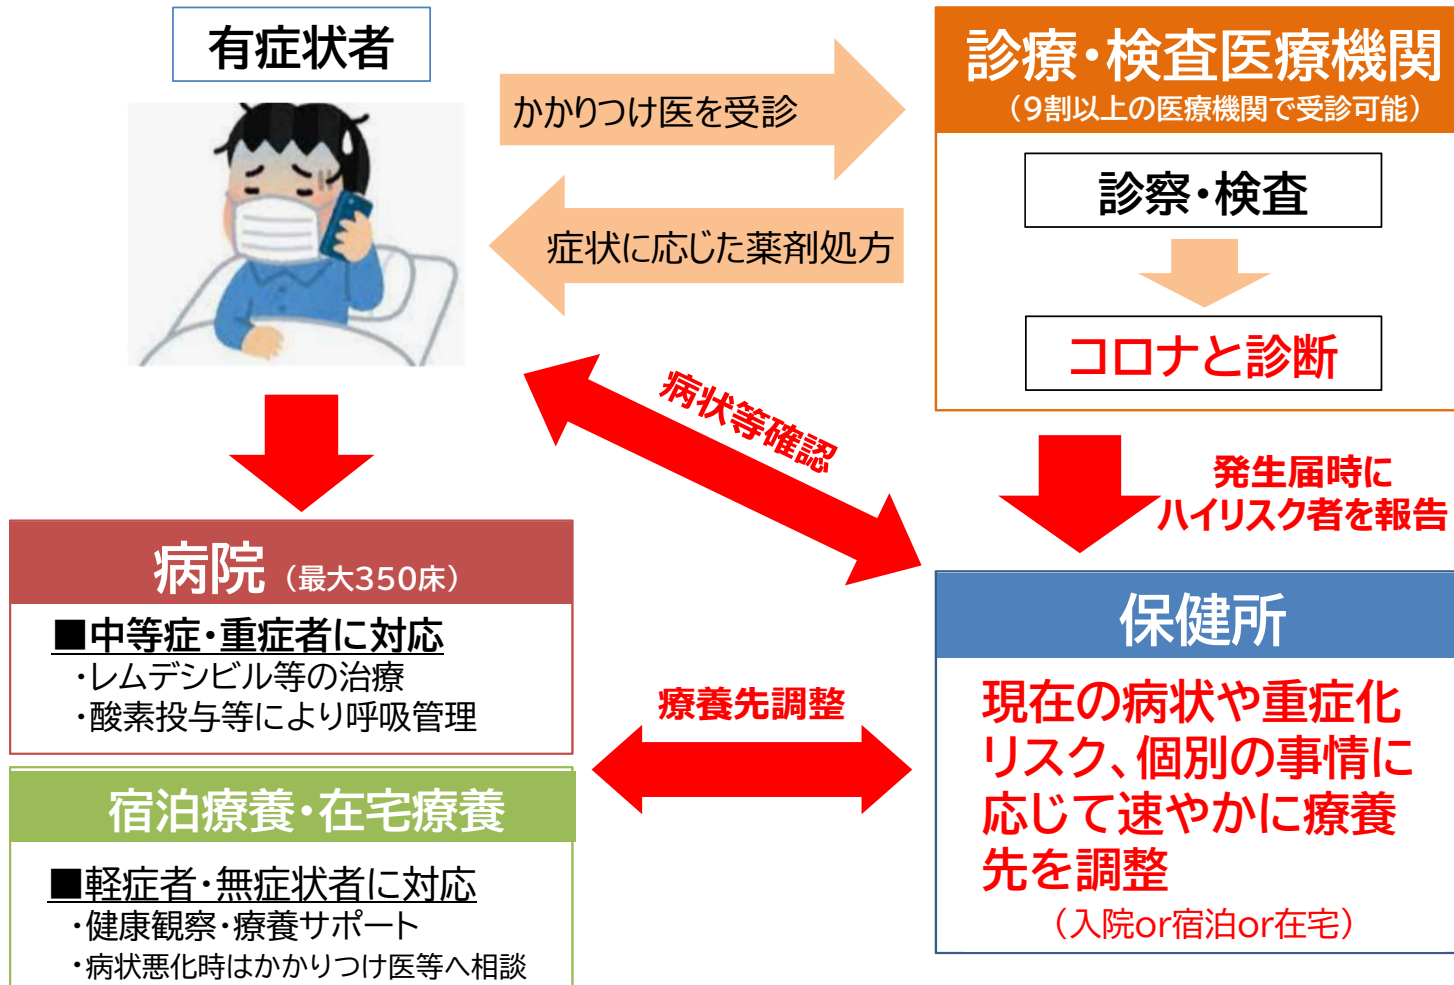 有症状者
かかりつけ医を受診
症状に応じた薬剤処方
診療・検査医療機関
（9割以上の医療機関で受診可能）
診察・検査
コロナと診断
病状等確認
発生届時に
ハイリスク者を報告
病院（最大350床）
■中等症・重症者に対応
・レムデシビル等の治療
・酸素投与等により呼吸管理
療養先調整
保健所
現在の病状や重症化
リスク、個別の事情に
応じて速やかに療養
先を調整
（入院or宿泊or在宅）
宿泊療養・在宅療養
■軽症者・無症状者に対応
・健康観察・療養サポート
・病状悪化時はかかりつけ医等へ相談